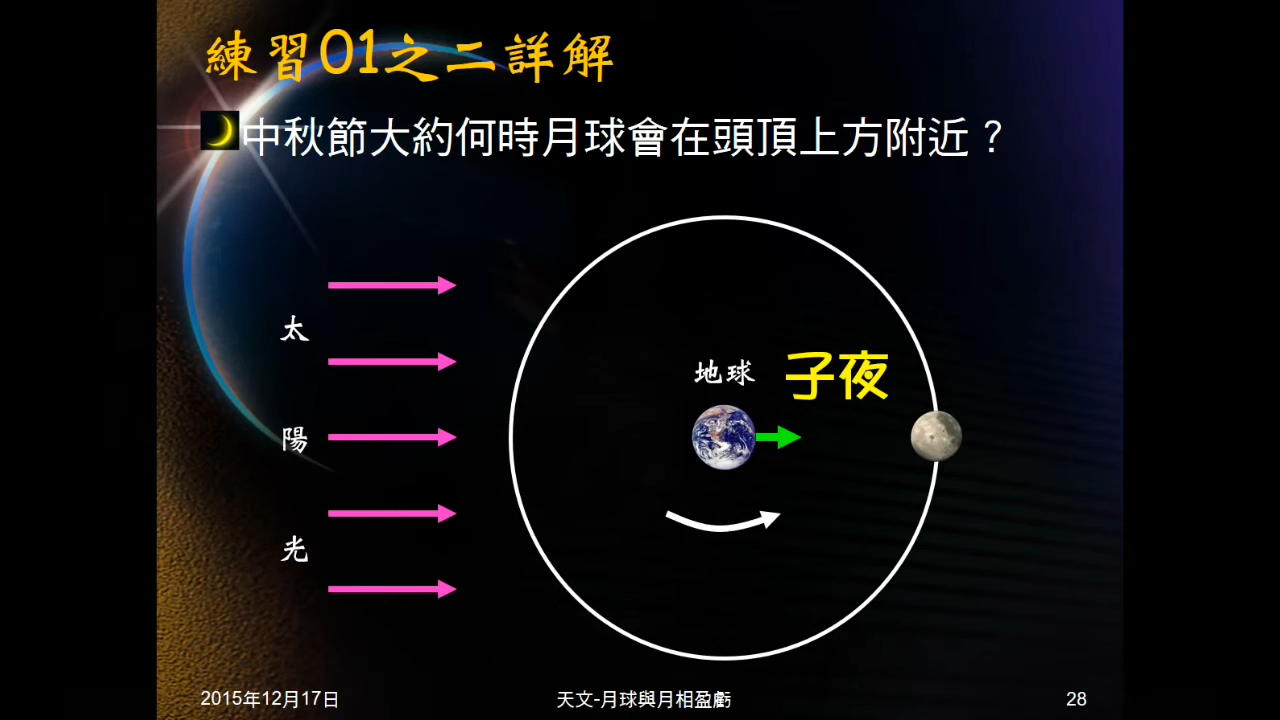 練習01之二詳解
中秋節大約何時月球會在頭頂上方附近？
太
陽
光
地球
子夜
2015年12月17日
天文-月球與月相盈虧
28